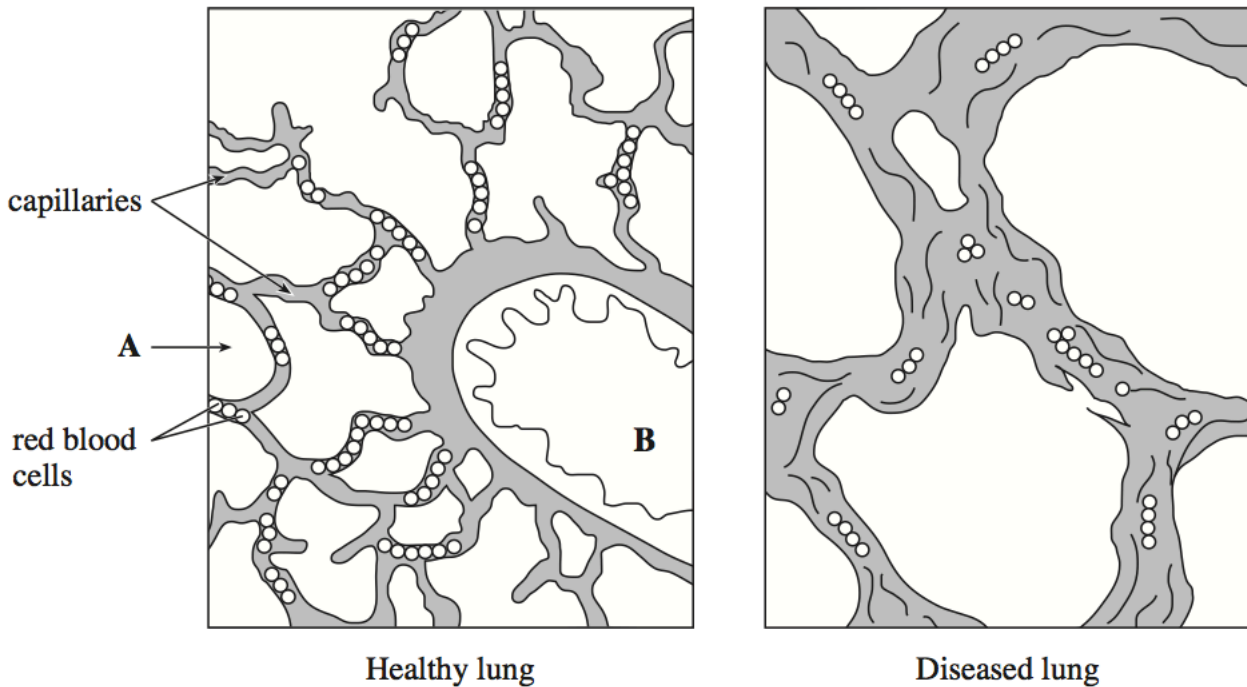 capillaries
A
red blood
cells
B
Healthy lung
Diseased lung